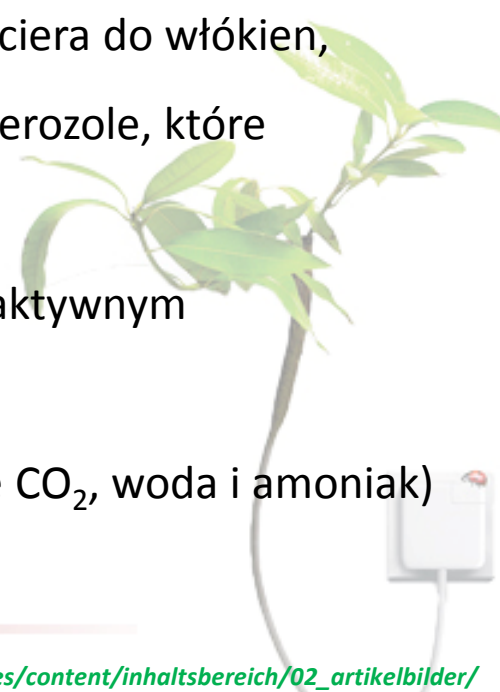 ciera do włókien,
erozole, które
aktywnym
CO₂, woda i amoniak)
es/content/inhaltsbereich/02_artikelbilder/